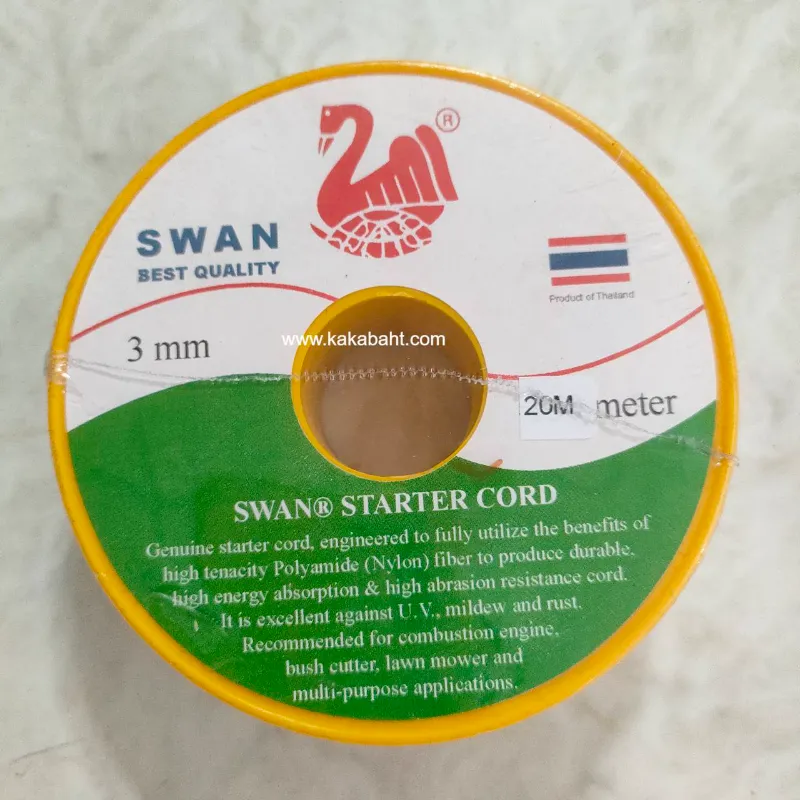 ®
SWAN
BEST QUALITY
Product of Thailand
www.kakabaht.com
3 mm
20M meter
SWAN® STARTER CORD
Genuine starter cord, engineered to fully utilize the benefits of
high tenacity Polyamide (Nylon) fiber to produce durable.
high energy absorption & high abrasion resistance cord.
It is excellent against U.V., mildew and rust.
Recommended for combustion engine,
bush cutter, lawn mower and
multi-purpose applications.